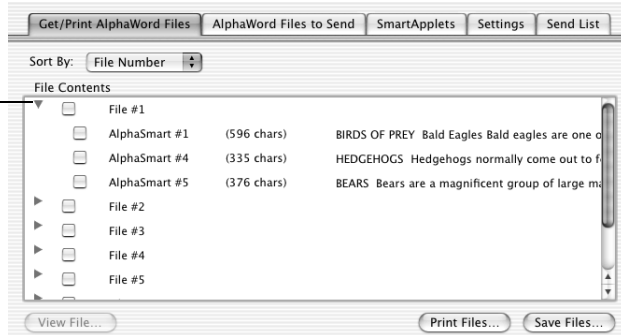 Get/Print AlphaWord Files AlphaWord Files to Send SmartApplets Settings Send List
Sort By: File Number
File Contents
File #1
AlphaSmart #1 (596 chars) BIRDS OF PREY Bald Eagles Bald eagles are one o
AlphaSmart #4 (335 chars) HEDGEHOGS Hedgehogs normally come out to f
AlphaSmart #5 (376 chars) BEARS Bears are a magnificent group of large ma
File #2
File #3
File #4
File #5
View File... Print Files... Save Files...